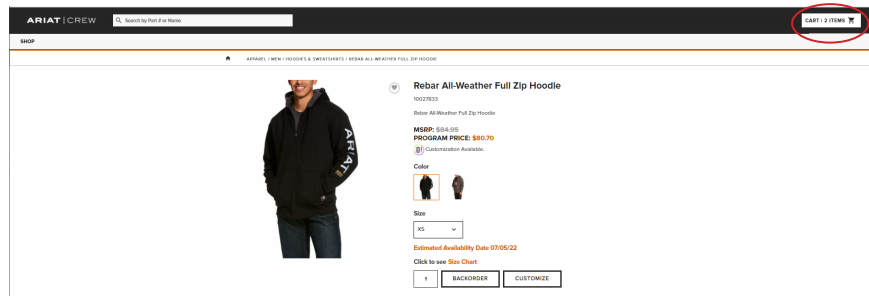 ARIAT | CREW
Search by Part # or Name
CART | 2 ITEMS
SHOP
APPAREL / MEN / HOODIES & SWEATSHIRTS / REBAR ALL-WEATHER FULL ZIP HOODIE
Rebar All-Weather Full Zip Hoodie
10027833
Rebar All-Weather Full Zip Hoodie
MSRP: $84.95
PROGRAM PRICE: $80.70
Customization Available.
Color
ARIAT
Size
XS
Estimated Availability Date 07/05/22
Click to see Size Chart
1 BACKORDER CUSTOMIZE